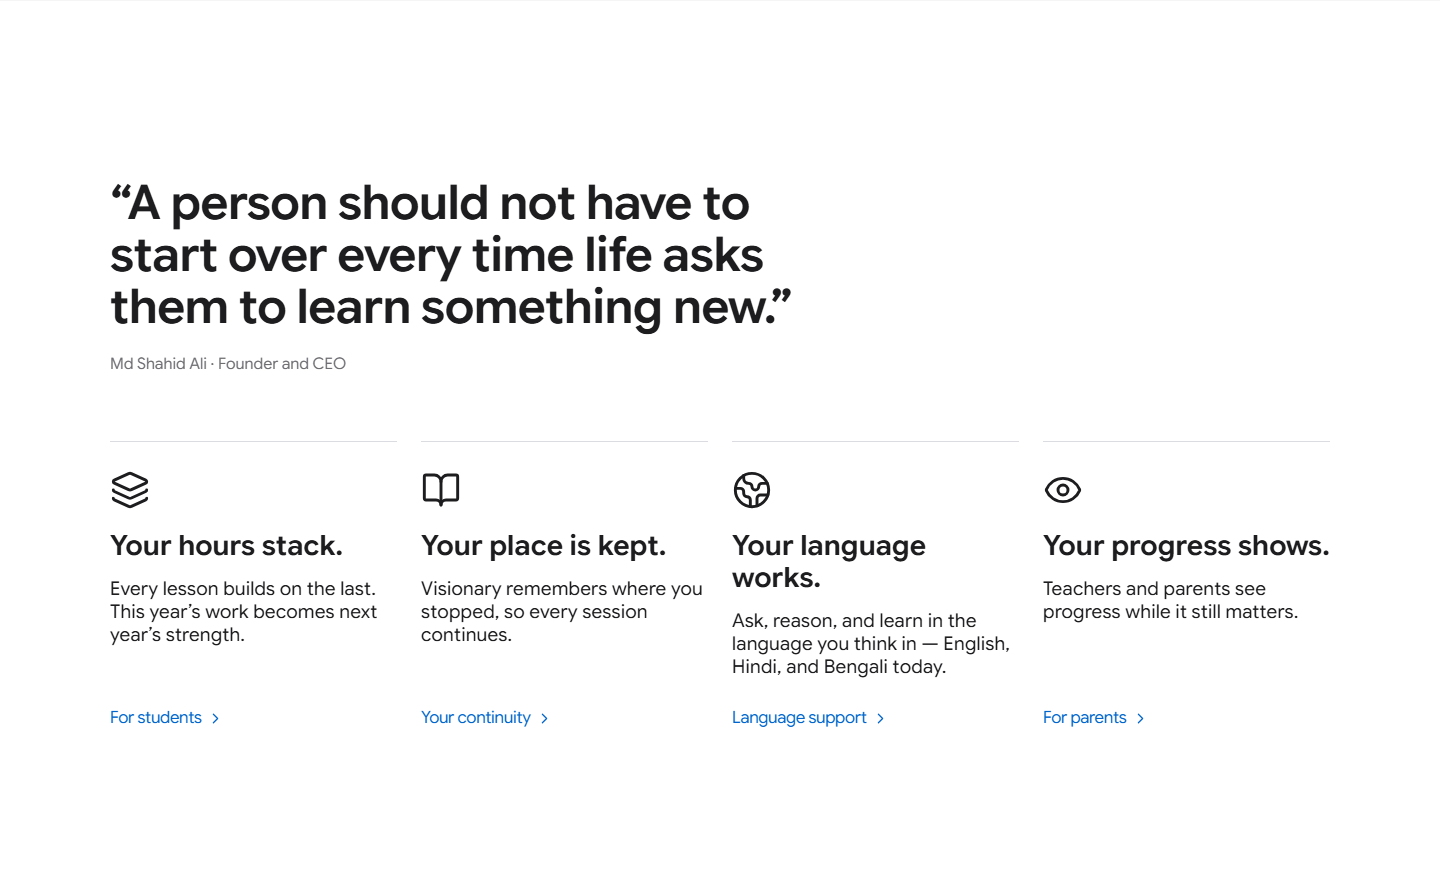 “A person should not have to
start over every time life asks
them to learn something new.”
Md Shahid Ali · Founder and CEO
Your hours stack.
Every lesson builds on the last.
This year’s work becomes next
year’s strength.
For students
Your place is kept.
Visionary remembers where you
stopped, so every session
continues.
Your continuity
Your language
works.
Ask, reason, and learn in the
language you think in — English,
Hindi, and Bengali today.
Language support
Your progress shows.
Teachers and parents see
progress while it still matters.
For parents